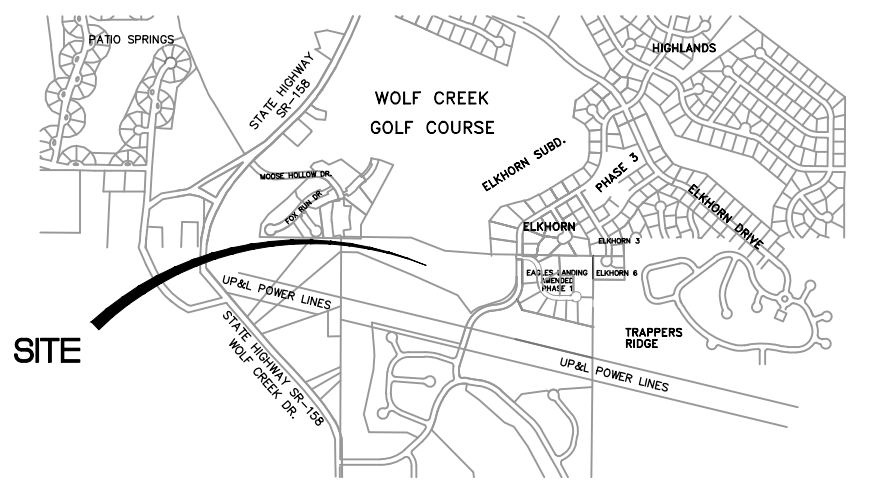 PATIO SPRINGS
HIGHLANDS
STATE HIGHWAY
SR-158
WOLF CREEK
GOLF COURSE
ELKHORN SUBD.
PHASE 3
MOOSE HOLLOW DR.
FOX RUN DR
ELKHORN DRIVE
ELKHORN
ELKHORN 3
EAGLES LANDING
AMENDED
PHASE 1
ELKHORN 6
UP&L POWER LINES
SITE
STATE HIGHWAY SR-158
WOLF CREEK DR.
TRAPPERS
RIDGE
UP&L POWER LINES